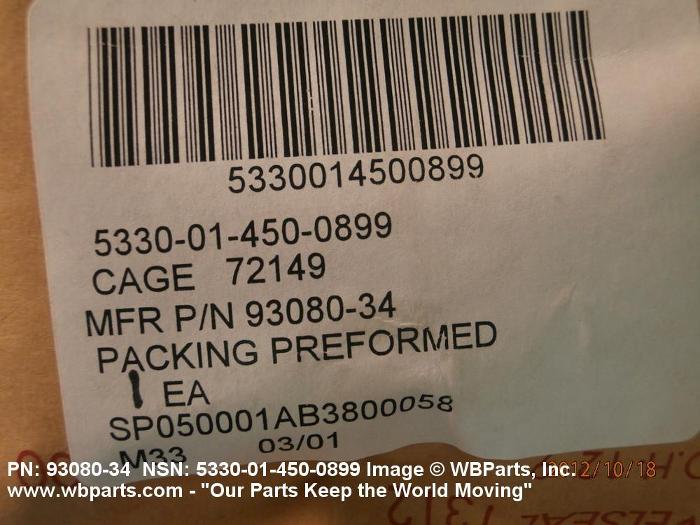 5330014500899
5330-01-450-0899
CAGE 72149
MFR P/N 93080-34
PACKING PREFORMED
1 EA
SP050001AB3800058
M33 03/01
PN: 93080-34 NSN: 5330-01-450-0899 Image © WBParts, Inc.
2012/10/18
www.wbparts.com - "Our Parts Keep the World Moving"